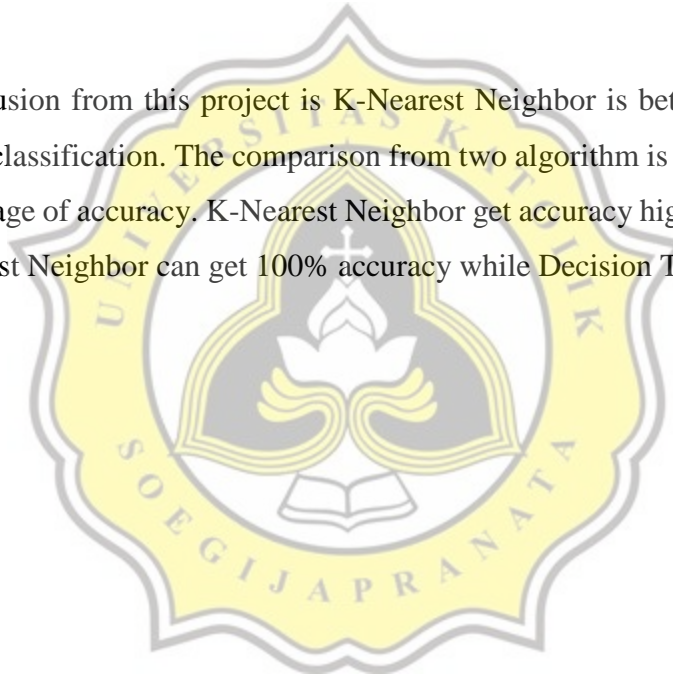 usion from this project is K-Nearest Neighbor is bet
classification. The comparison from two algorithm is
age of accuracy. K-Nearest Neighbor get accuracy hig
st Neighbor can get 100% accuracy while Decision T
UNIVERSITAS KATOLIK
SOEGIJAPRANATA